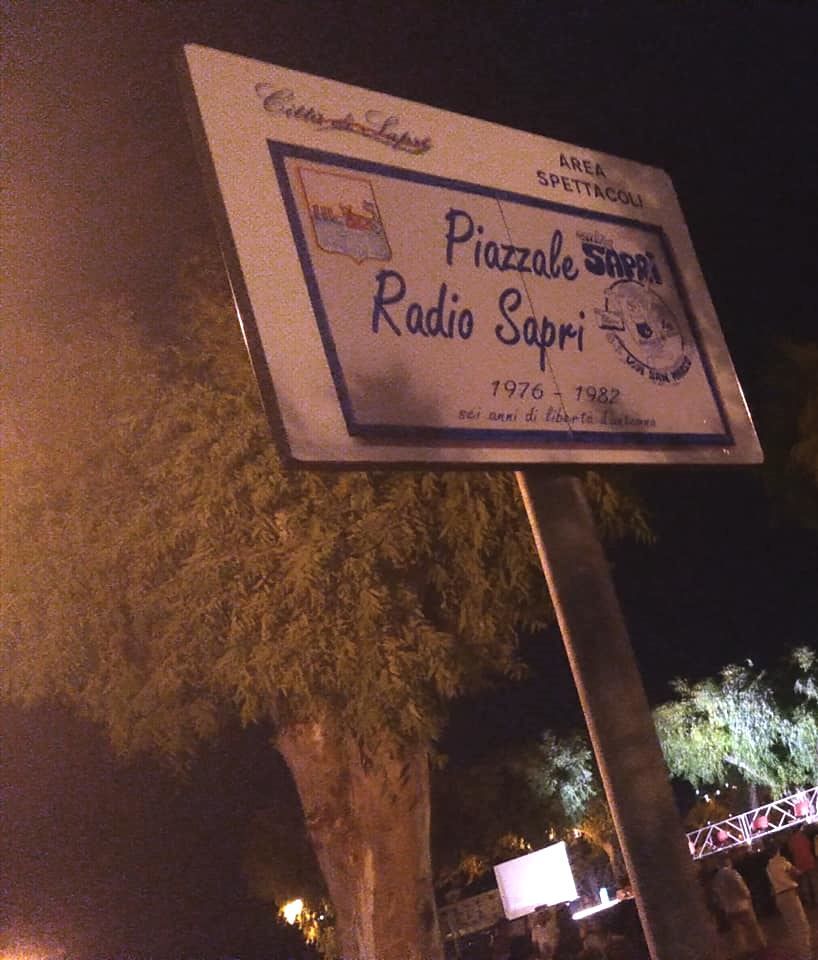 Città di Sapri
AREA
SPETTACOLI
Piazzale
Radio Sapri
SAPRI
1976 - 1982
sei anni di libertà d'antenna